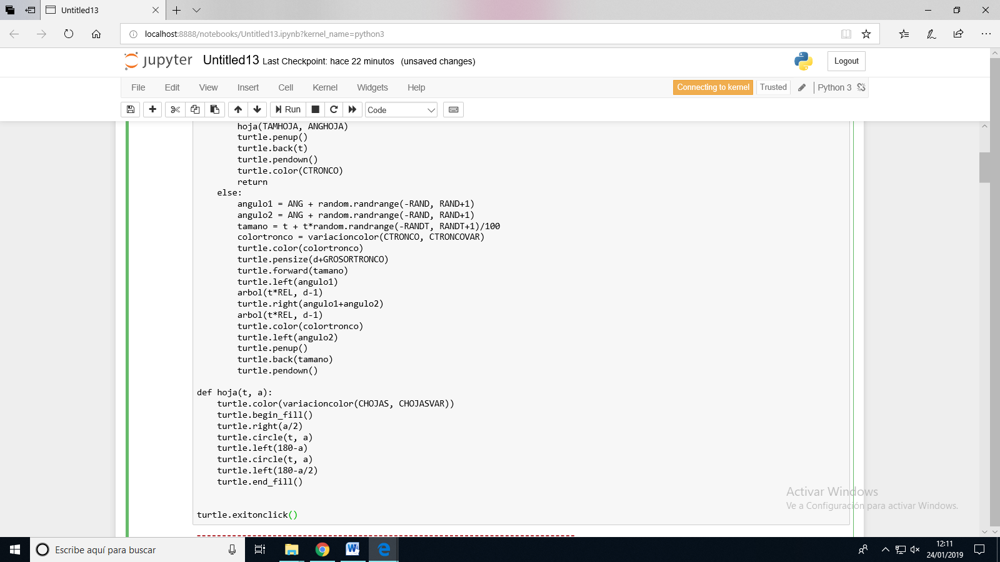 Untitled13
localhost:8888/notebooks/Untitled13.ipynb?kernel_name=python3
jupyter Untitled13 Last Checkpoint: hace 22 minutos (unsaved changes)
Logout
File Edit View Insert Cell Kernel Widgets Help
Connecting to kernel Trusted Python 3
Run Code
        hoja(TAMHOJA, ANGHOJA)
        turtle.penup()
        turtle.back(t)
        turtle.pendown()
        turtle.color(CTRONCO)
        return
    else:
        angulo1 = ANG + random.randrange(-RAND, RAND+1)
        angulo2 = ANG + random.randrange(-RAND, RAND+1)
        tamano = t + t*random.randrange(-RANDT, RANDT+1)/100
        colortronco = variacioncolor(CTRONCO, CTRONCOVAR)
        turtle.color(colortronco)
        turtle.pensize(d+GROSORTRONCO)
        turtle.forward(tamano)
        turtle.left(angulo1)
        arbol(t*REL, d-1)
        turtle.right(angulo1+angulo2)
        arbol(t*REL, d-1)
        turtle.color(colortronco)
        turtle.left(angulo2)
        turtle.penup()
        turtle.back(tamano)
        turtle.pendown()
def hoja(t, a):
    turtle.color(variacioncolor(CHOJAS, CHOJASVAR))
    turtle.begin_fill()
    turtle.right(a/2)
    turtle.circle(t, a)
    turtle.left(180-a)
    turtle.circle(t, a)
    turtle.left(180-a/2)
    turtle.end_fill()
turtle.exitonclick()
Activar Windows
Ve a Configuración para activar Windows.
Escribe aquí para buscar
12:11
24/01/2019